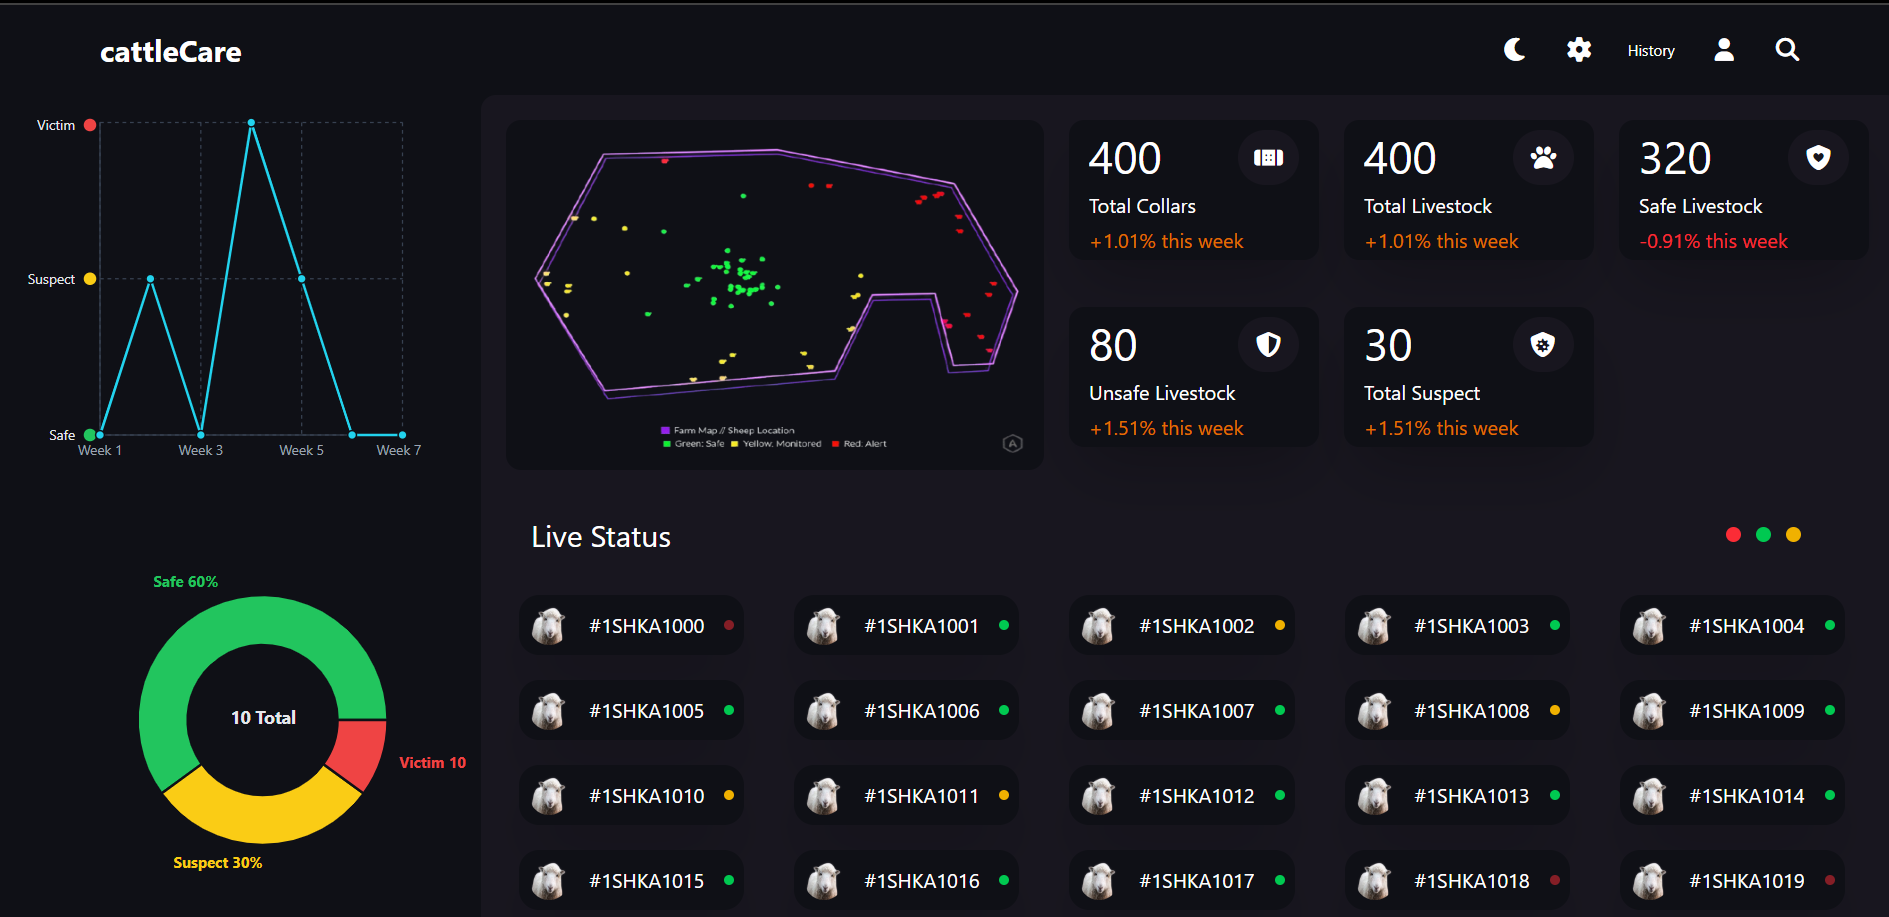 cattleCare
History
Victim
Suspect
Safe
Week 1
Week 3
Week 5
Week 7
Safe 60%
10 Total
Victim 10
Suspect 30%
Farm Map // Sheep Location
Green: Safe Yellow: Monitored Red: Alert
400
Total Collars
+1.01% this week
400
Total Livestock
+1.01% this week
320
Safe Livestock
-0.91% this week
80
Unsafe Livestock
+1.51% this week
30
Total Suspect
+1.51% this week
Live Status
#1SHKA1000
#1SHKA1001
#1SHKA1002
#1SHKA1003
#1SHKA1004
#1SHKA1005
#1SHKA1006
#1SHKA1007
#1SHKA1008
#1SHKA1009
#1SHKA1010
#1SHKA1011
#1SHKA1012
#1SHKA1013
#1SHKA1014
#1SHKA1015
#1SHKA1016
#1SHKA1017
#1SHKA1018
#1SHKA1019